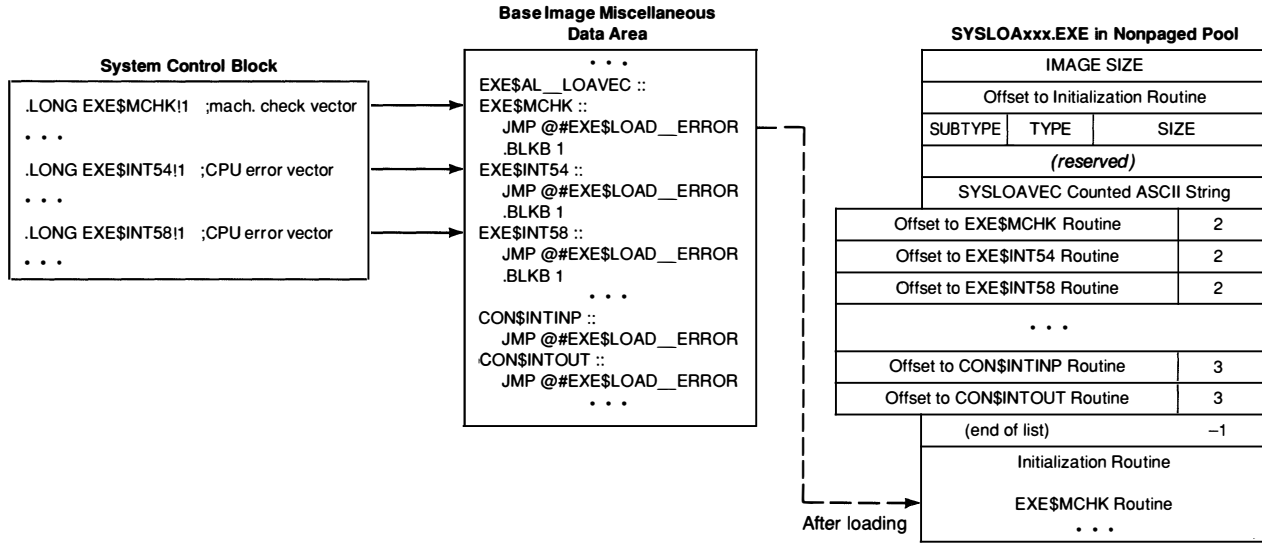 System Control Block
.LONG EXE$MCHK!1 ;mach. check vector
. . .
.LONG EXE$INT54!1 ;CPU error vector
. . .
.LONG EXE$INT58!1 ;CPU error vector
. . .
Base Image Miscellaneous
Data Area
. . .
EXE$AL__LOAVEC ::
EXE$MCHK ::
JMP @#EXE$LOAD__ERROR
.BLKB 1
EXE$INT54 ::
JMP @#EXE$LOAD__ERROR
.BLKB 1
EXE$INT58 ::
JMP @#EXE$LOAD__ERROR
.BLKB 1
. . .
CON$INTINP ::
JMP @#EXE$LOAD__ERROR
CON$INTOUT ::
JMP @#EXE$LOAD__ERROR
. . .
SYSLOAxxx.EXE in Nonpaged Pool
IMAGE SIZE
Offset to Initialization Routine
SUBTYPE TYPE SIZE
(reserved)
SYSLOAVEC Counted ASCII String
Offset to EXE$MCHK Routine 2
Offset to EXE$INT54 Routine 2
Offset to EXE$INT58 Routine 2
. . .
Offset to CON$INTINP Routine 3
Offset to CON$INTOUT Routine 3
(end of list) –1
Initialization Routine
EXE$MCHK Routine
. . .
After loading